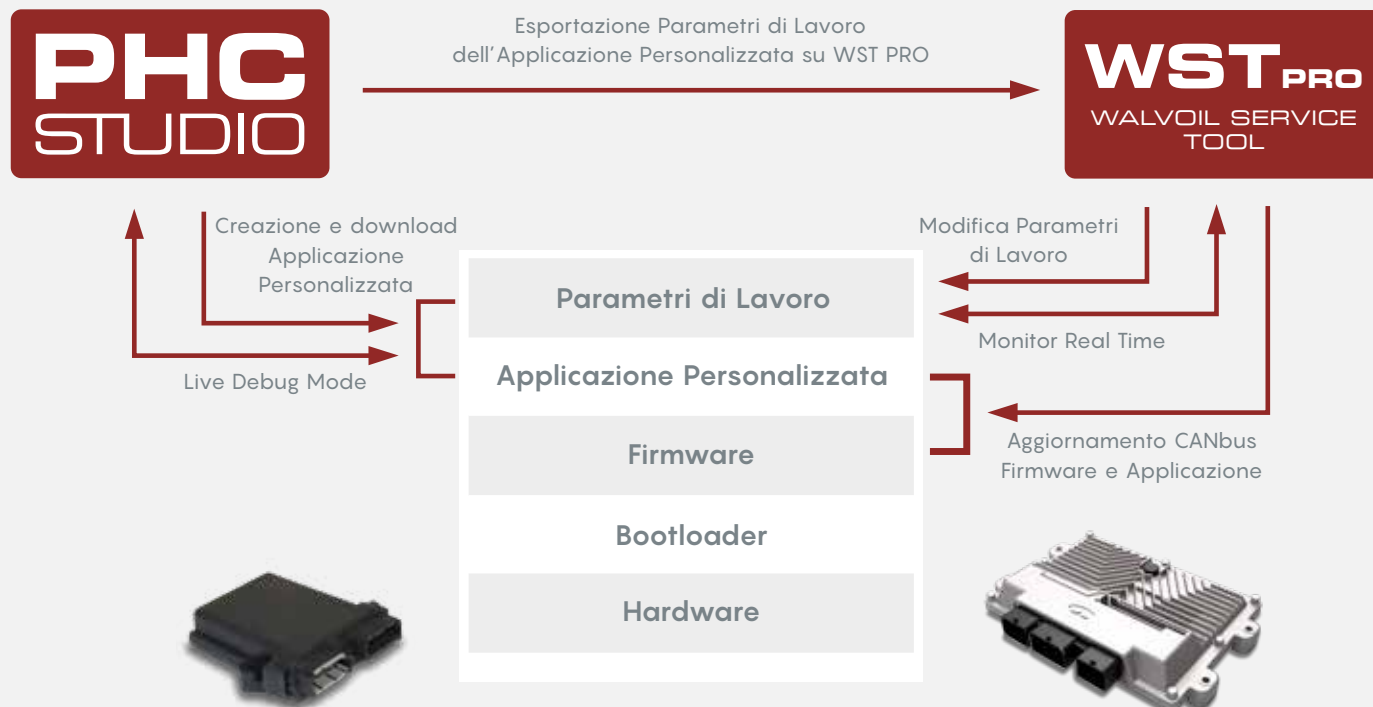 PHC
STUDIO
Esportazione Parametri di Lavoro
dell'Applicazione Personalizzata su WST PRO
WST PRO
WALVOIL SERVICE
TOOL
Creazione e download
Applicazione
Personalizzata
Live Debug Mode
Modifica Parametri
di Lavoro
Monitor Real Time
Aggiornamento CANbus
Firmware e Applicazione
Parametri di Lavoro
Applicazione Personalizzata
Firmware
Bootloader
Hardware